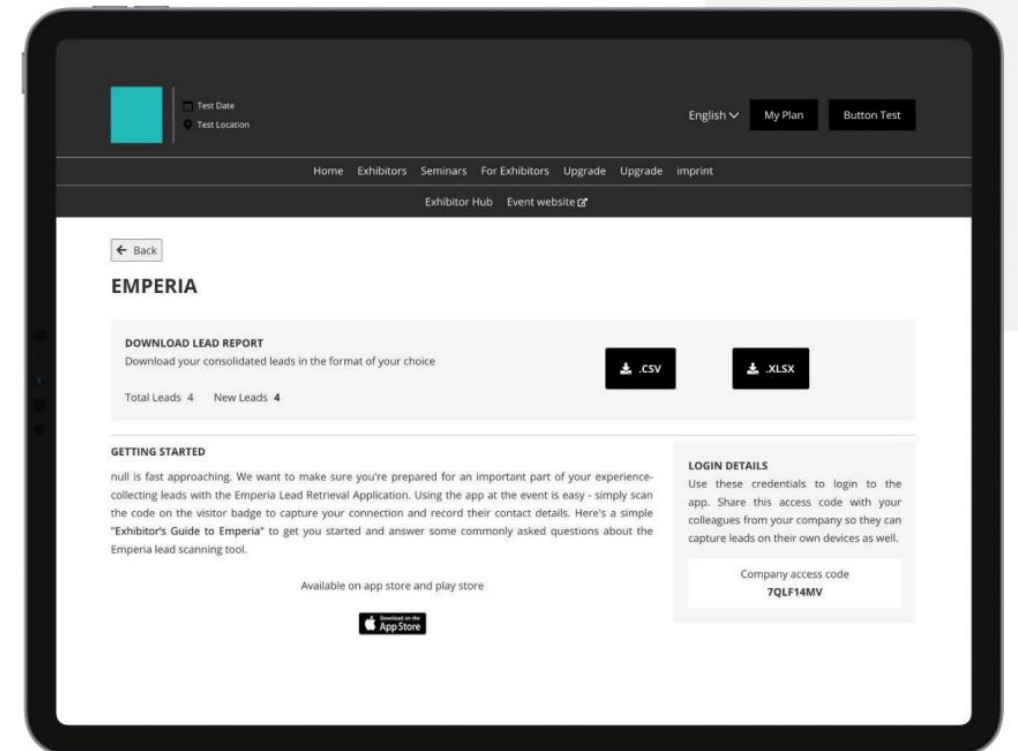 Test Date
Test Location
English
My Plan
Button Test
Home Exhibitors Seminars For Exhibitors Upgrade Upgrade imprint
Exhibitor Hub Event website
Back
EMPERIA
DOWNLOAD LEAD REPORT
Download your consolidated leads in the format of your choice
Total Leads 4 New Leads 4
.CSV
.XLSX
GETTING STARTED
null is fast approaching. We want to make sure you're prepared for an important part of your experience-
collecting leads with the Emperia Lead Retrieval Application. Using the app at the event is easy - simply scan
the code on the visitor badge to capture your connection and record their contact details. Here's a simple
"Exhibitor's Guide to Emperia" to get you started and answer some commonly asked questions about the
Emperia lead scanning tool.
Available on app store and play store
Download on the
App Store
LOGIN DETAILS
Use these credentials to login to the
app. Share this access code with your
colleagues from your company so they can
capture leads on their own devices as well.
Company access code
7QLF14MV